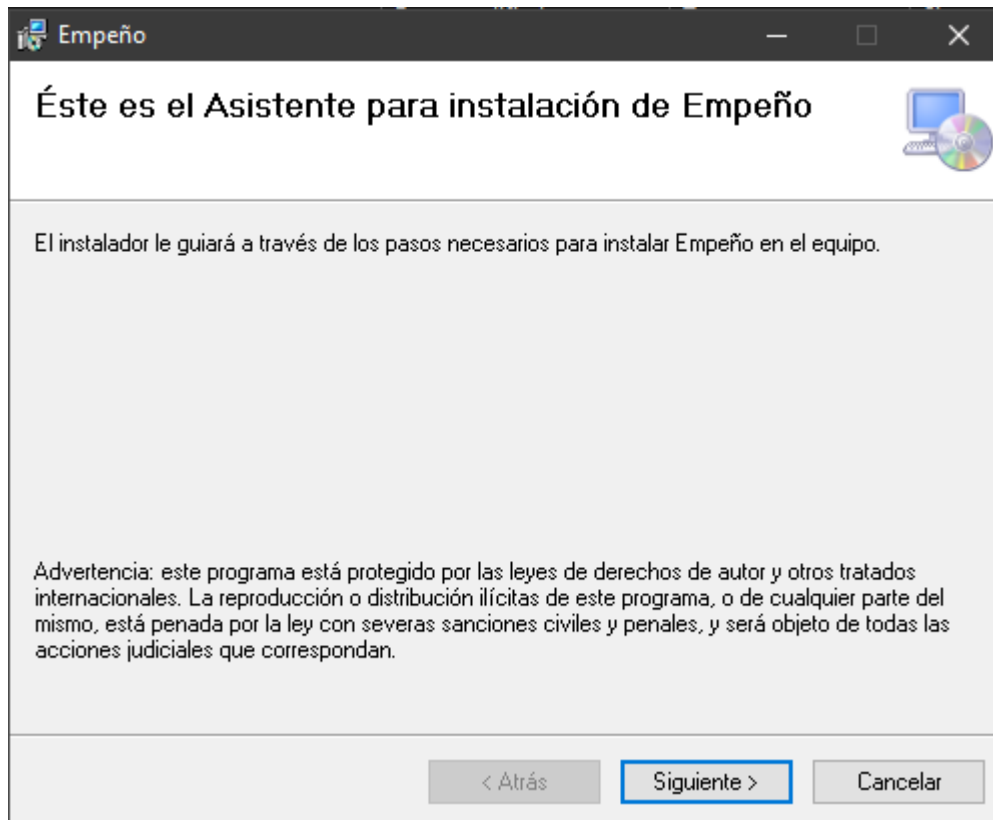 Empeño
Éste es el Asistente para instalación de Empeño
El instalador le guiará a través de los pasos necesarios para instalar Empeño en el equipo.
Advertencia: este programa está protegido por las leyes de derechos de autor y otros tratados
internacionales. La reproducción o distribución ilícitas de este programa, o de cualquier parte del
mismo, está penada por la ley con severas sanciones civiles y penales, y será objeto de todas las
acciones judiciales que correspondan.
< Atrás
Siguiente >
Cancelar